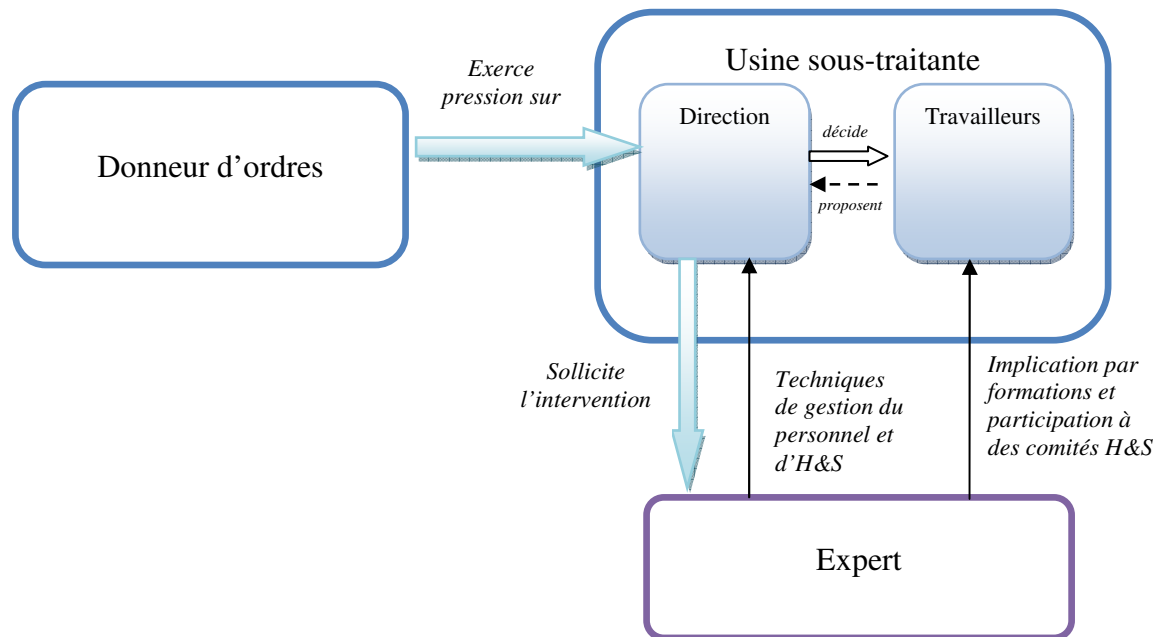 Usine sous-traitante
Exerce
pression sur
Donneur d'ordres
Direction
décide
proposent
Travailleurs
Sollicite
l'intervention
Techniques
de gestion du
personnel et
d'H&S
Implication par
formations et
participation à
des comités H&S
Expert